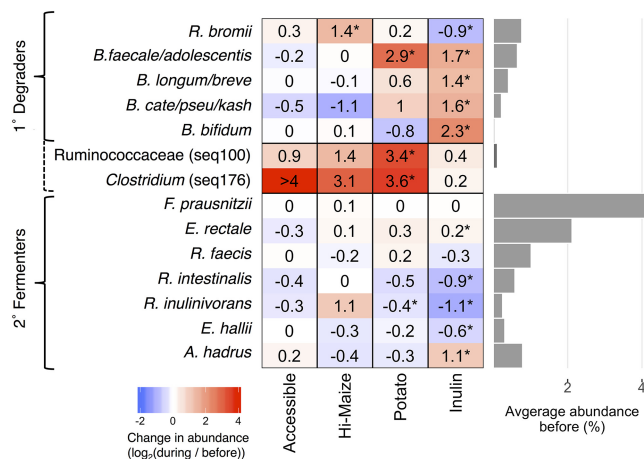 1° Degraders
2° Fermenters
R. bromii 0.3 1.4* 0.2 -0.9*
B.faecale/adolescentis -0.2 0 2.9* 1.7*
B. longum/breve 0 -0.1 0.6 1.4*
B. cate/pseu/kash -0.5 -1.1 1 1.6*
B. bifidum 0 0.1 -0.8 2.3*
Ruminococcaceae (seq100) 0.9 1.4 3.4* 0.4
Clostridium (seq176) >4 3.1 3.6* 0.2
F. prausnitzii 0 0.1 0 0
E. rectale -0.3 0.1 0.3 0.2*
R. faecis 0 -0.2 0.2 -0.3
R. intestinalis -0.4 0 -0.5 -0.9*
R. inulinivorans -0.3 1.1 -0.4* -1.1*
E. hallii 0 -0.3 -0.2 -0.6*
A. hadrus 0.2 -0.4 -0.3 1.1*
Accessible Hi-Maize Potato Inulin
2 4
Avgerage abundance
before (%)
-2 0 2 4
Change in abundance
(log2(during / before))